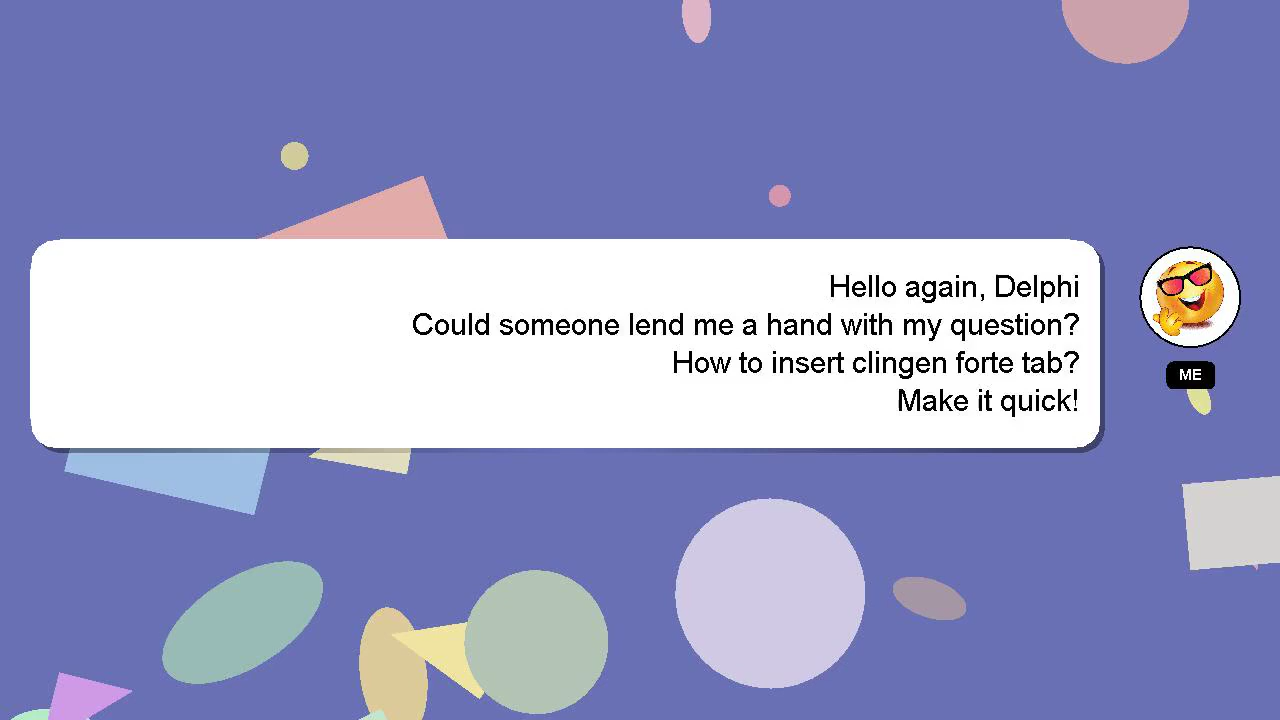 Hello again, Delphi
Could someone lend me a hand with my question?
How to insert clingen forte tab?
Make it quick!
ME